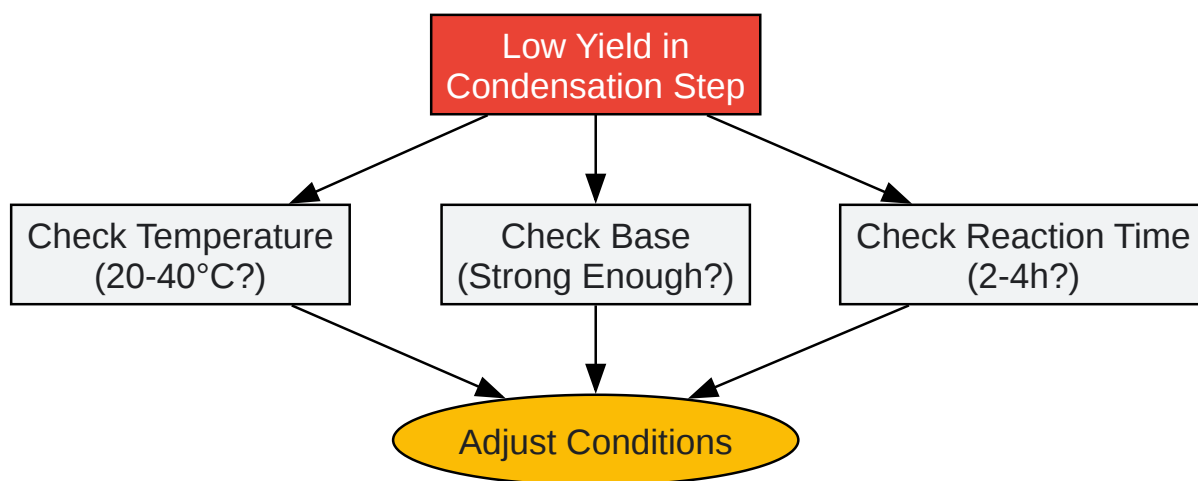 Low Yield in
Condensation Step
Check Temperature
(20-40°C?)
Check Base
(Strong Enough?)
Check Reaction Time
(2-4h?)
Adjust Conditions